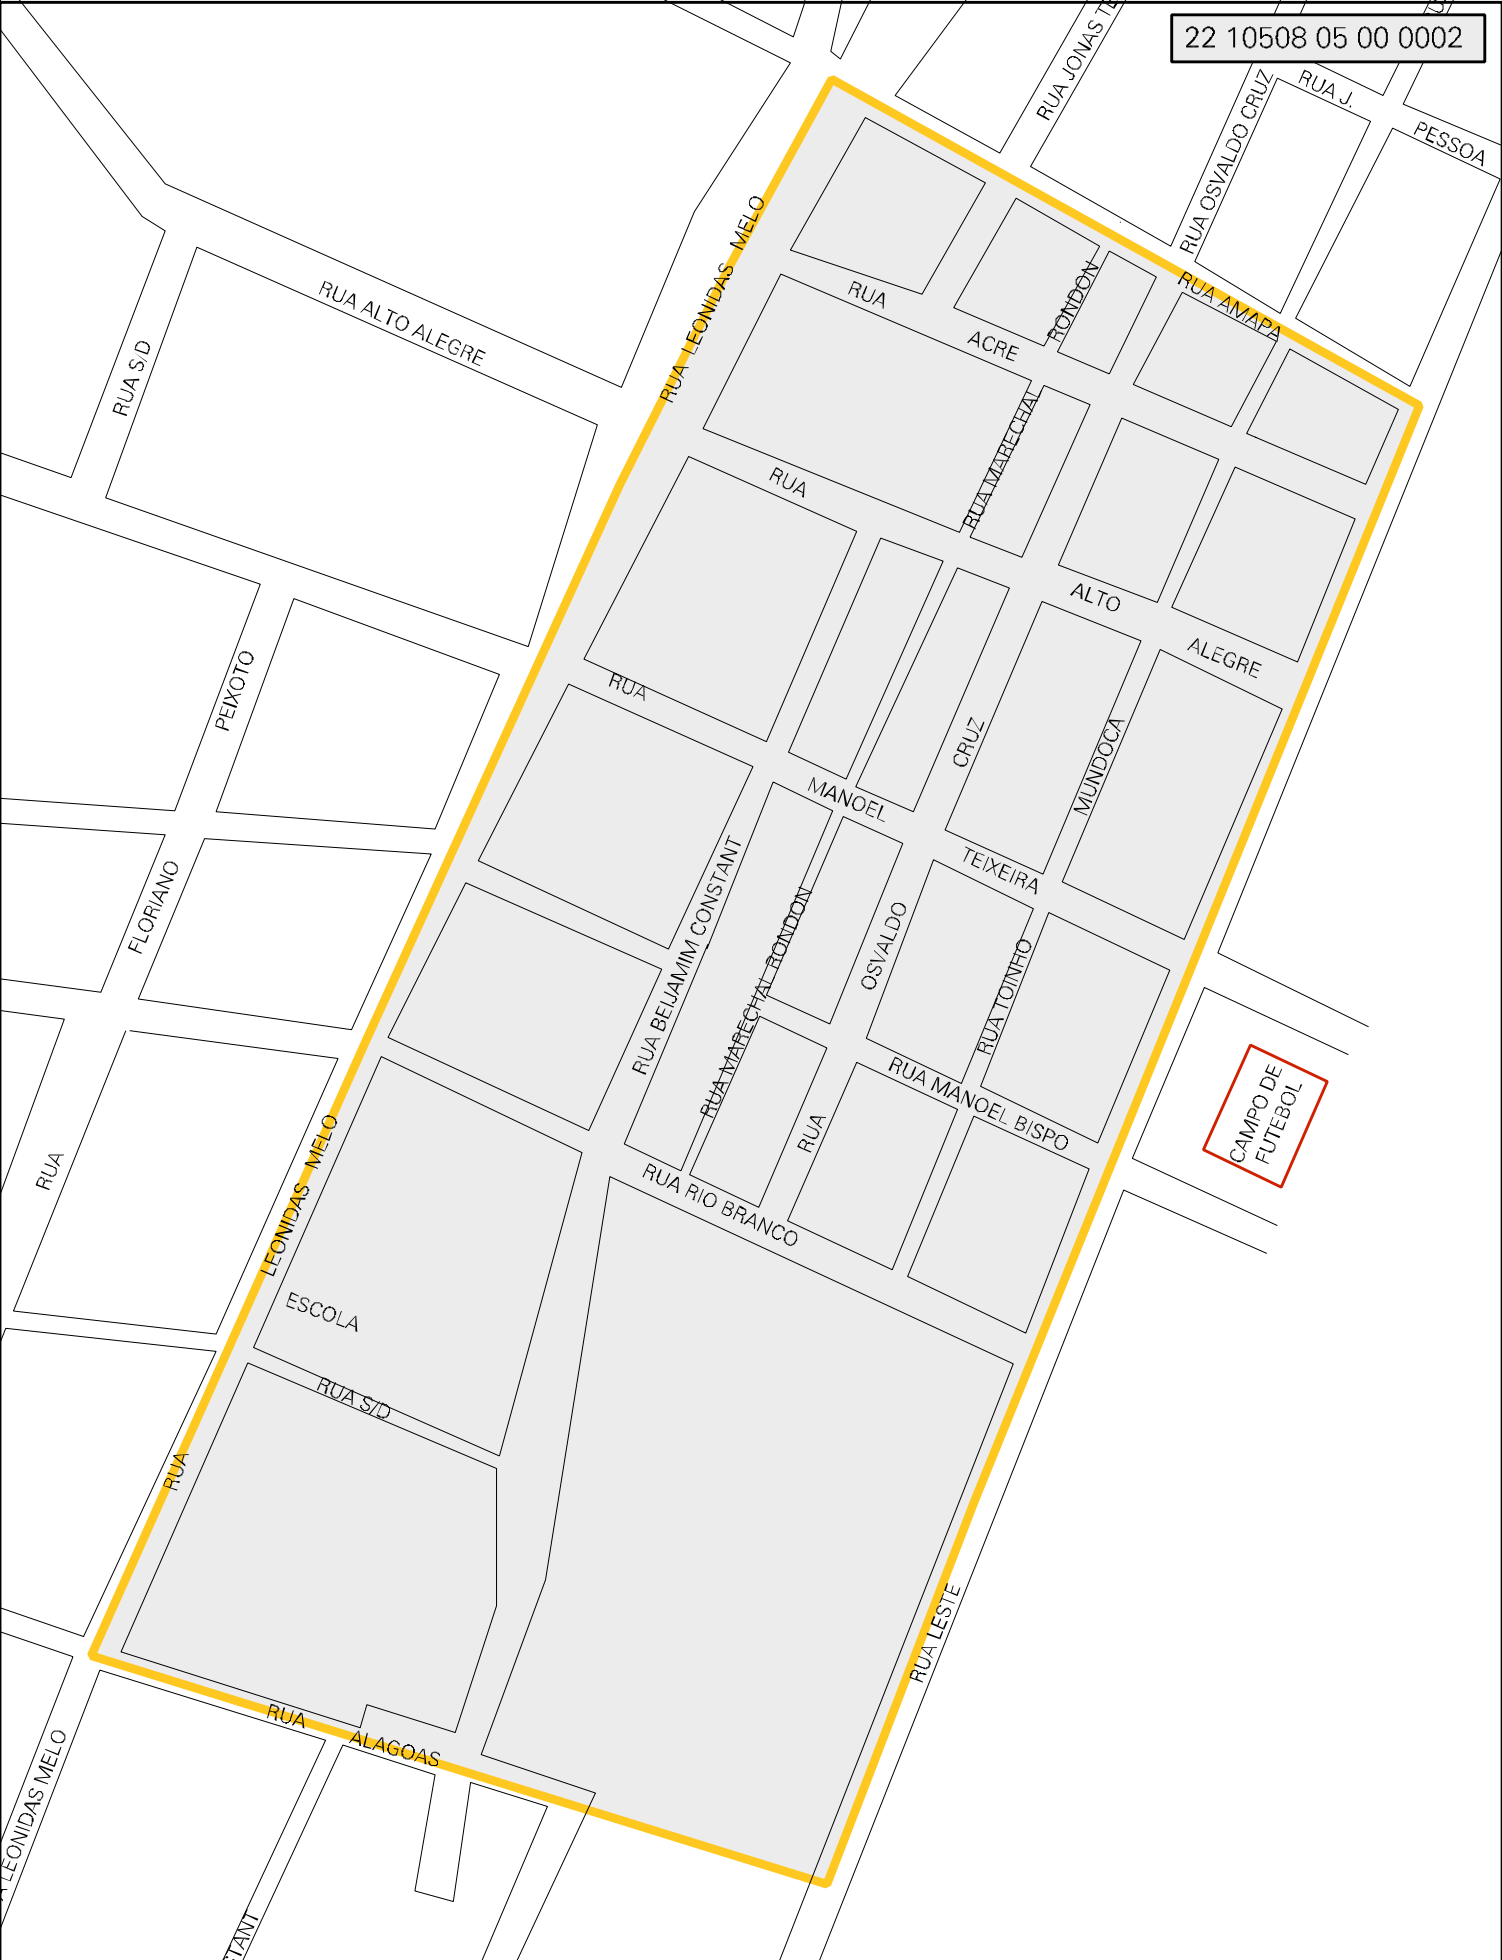 22 10508 05 00 0002
RUA JONAS TE
RUA OSVALDO CRUZ
RUA J.
PESSOA
RUA LEONIDAS MELO
RUA ALTO ALEGRE
RUA S/D
RUA AMAPA
RUA
ACRE
RONDON
RUA MARECHAL
RUA
ALTO
ALEGRE
PEIXOTO
RUA
CRUZ
MUNDOCA
MANOEL
TEIXEIRA
FLORIANO
RUA BEIJAMIM CONSTANT
RUA MARECHAL RONDON
OSVALDO
RUA TOINHO
RUA MANOEL BISPO
CAMPO DE
FUTEBOL
RUA
RUA
LEONIDAS MELO
RUA RIO BRANCO
ESCOLA
RUA S/D
RUA
RUA LESTE
RUA
ALAGOAS
A LEONIDAS MELO
TANT